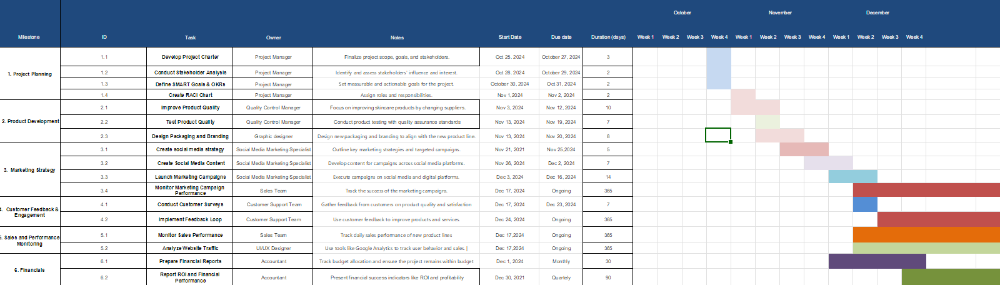 October November December
Milestone ID Task Owner Notes Start Date Due date Duration (days) Week 1 Week 2 Week 3 Week 4 Week 1 Week 2 Week 3 Week 4 Week 1 Week 2 Week 3 Week 4
1. Project Planning
1.1 Develop Project Charter Project Manager Finalize project scope, goals, and stakeholders. Oct 25. 2024 October 27, 2024 3
1.2 Conduct Stakeholder Analysis Project Manager Identify and assess stakeholders' influence and interest. Oct 28. 2024 October 29, 2024 2
1.3 Define SMART Goals & OKRs Project Manager Set measurable and actionable goals for the project. October 30, 2024 Oct 31, 2024 2
1.4 Create RACI Chart Project Manager Assign roles and responsibilities. Nov 1,2024 Nov 2, 2024 2
2. Product Development
2.1 Improve Product Quality Quality Control Manager Focus on improving skincare products by changing suppliers. Nov 3, 2024 Nov 12, 2024 10
2.2 Test Product Quality Quality Control Manager Conduct product testing with quality assurance standards Nov 13, 2024 Nov 19, 2024 7
2.3 Design Packaging and Branding Graphic designer Design new packaging and branding to align with the new product line. Nov 13, 2024 Nov 20, 2024 8
3. Marketing Strategy
3.1 Create social media strategy Social Media Marketing Specialist Outline key marketing strategies and targeted campaigns. Nov 21, 2021 Nov 25,2024 5
3.2 Create Social Media Content Social Media Marketing Specialist Develop content for campaigns across social media platforms. Nov 26, 2024 Dec 2, 2024 7
3.3 Launch Marketing Campaigns Social Media Marketing Specialist Execute campaigns on social media and digital platforms. Dec 3, 2024 Dec 16, 2024 14
3.4 Monitor Marketing Campaign
Performance Sales Team Track the success of the marketing campaigns. Dec 17, 2024 Ongoing 365
4. Customer Feedback &
Engagement
4.1 Conduct Customer Surveys Customer Support Team Gather feedback from customers on product quality and satisfaction Dec 17, 2024 Dec 23, 2024 7
4.2 Implement Feedback Loop Customer Support Team Use customer feedback to improve products and services. Dec 24, 2024 Ongoing 365
5. Sales and Performance
Monitoring
5.1 Monitor Sales Performance Sales Team Track daily sales performance of new product lines Dec 17,2024 Ongoing 365
5.2 Analyze Website Traffic UI/UX Designer Use tools like Google Analytics to track user behavior and sales. | Dec 17,2024 Ongoing 365
6. Financials
6.1 Prepare Financial Reports Accountant Track budget allocation and ensure the project remains within budget Dec 1, 2024 Monthly 30
6.2 Report ROI and Financial
Performance Accountant Present financial success indicators like ROI and profitability Dec 30, 2021 Quartely 90